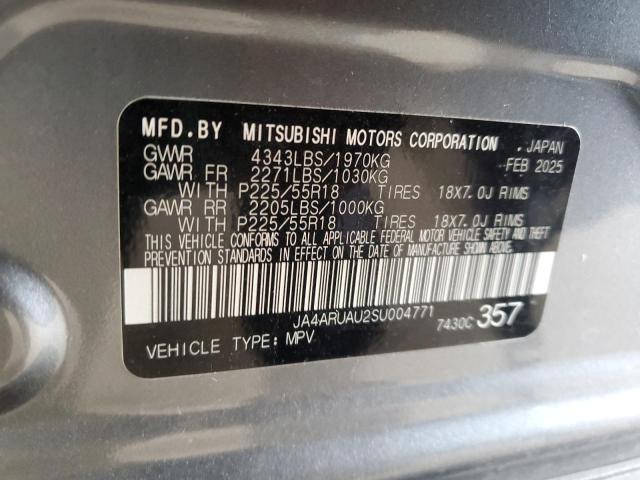 MFD.BY MITSUBISHI MOTORS CORPORATION . JAPAN
GWVR 4343LBS/1970KG FEB 2025
GAWR FR 2271LBS/1030KG
WITH P225/55R18 TIRES 18X7.0J RIMS
GAWR RR 2205LBS/1000KG
WITH P225/55R18 TIRES 18X7.0J RIMS
THIS VEHICLE CONFORMS TO ALL APPLICABLE FEDERAL MOTOR VEHICLE SAFETY AND THEFT
PREVENTION STANDARDS IN EFFECT ON THE DATE OF MANUFACTURE SHOWN ABOVE.
JA4ARUAU2SU004771 7430C 357
VEHICLE TYPE: MPV